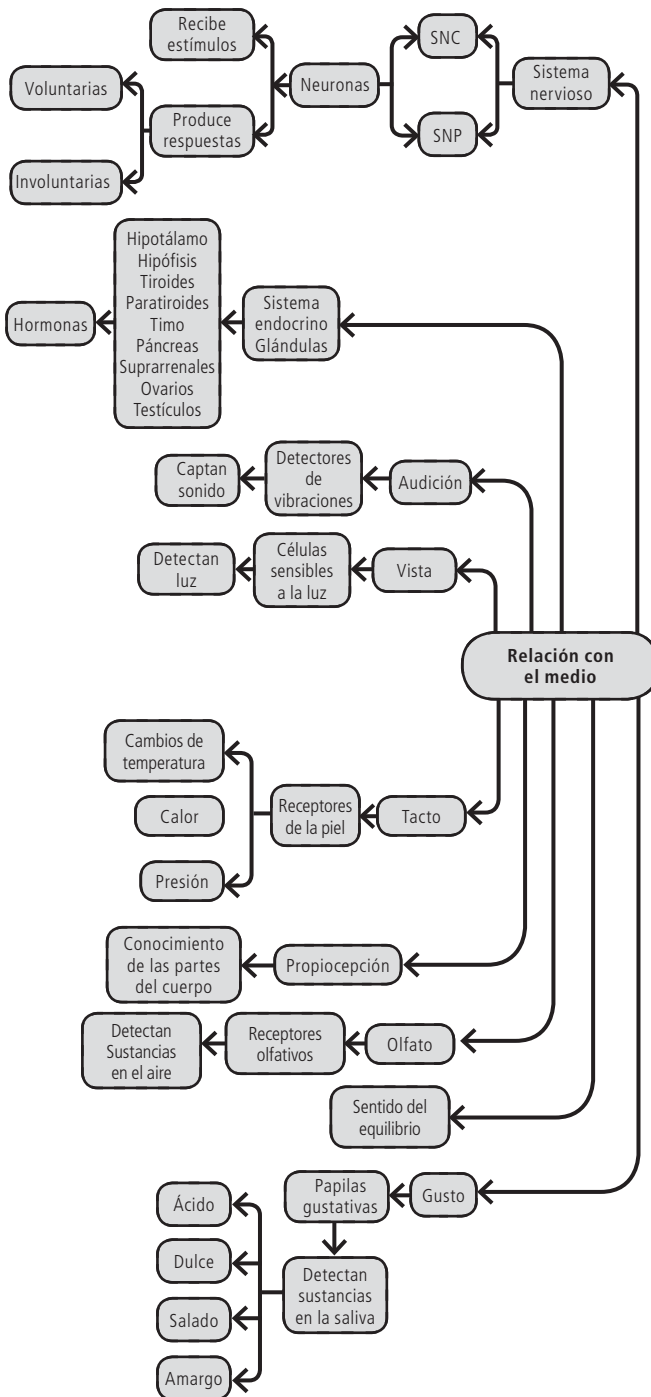 Recibe
estímulos
SNC
Voluntarias
Neuronas
Sistema
nervioso
Produce
respuestas
SNP
Involuntarias
Hipotálamo
Hipófisis
Tiroides
Paratiroides
Timo
Páncreas
Suprarrenales
Ovarios
Testículos
Hormonas
Sistema
endocrino
Glándulas
Captan
sonido
Detectores
de
vibraciones
Audición
Detectan
luz
Células
sensibles
a la luz
Vista
Relación con
el medio
Cambios de
temperatura
Calor
Presión
Receptores
de la piel
Tacto
Conocimiento
de las partes
del cuerpo
Propiocepción
Detectan
Sustancias
en el aire
Receptores
olfativos
Olfato
Sentido del
equilibrio
Papilas
gustativas
Gusto
Ácido
Dulce
Salado
Amargo
Detectan
sustancias
en la saliva